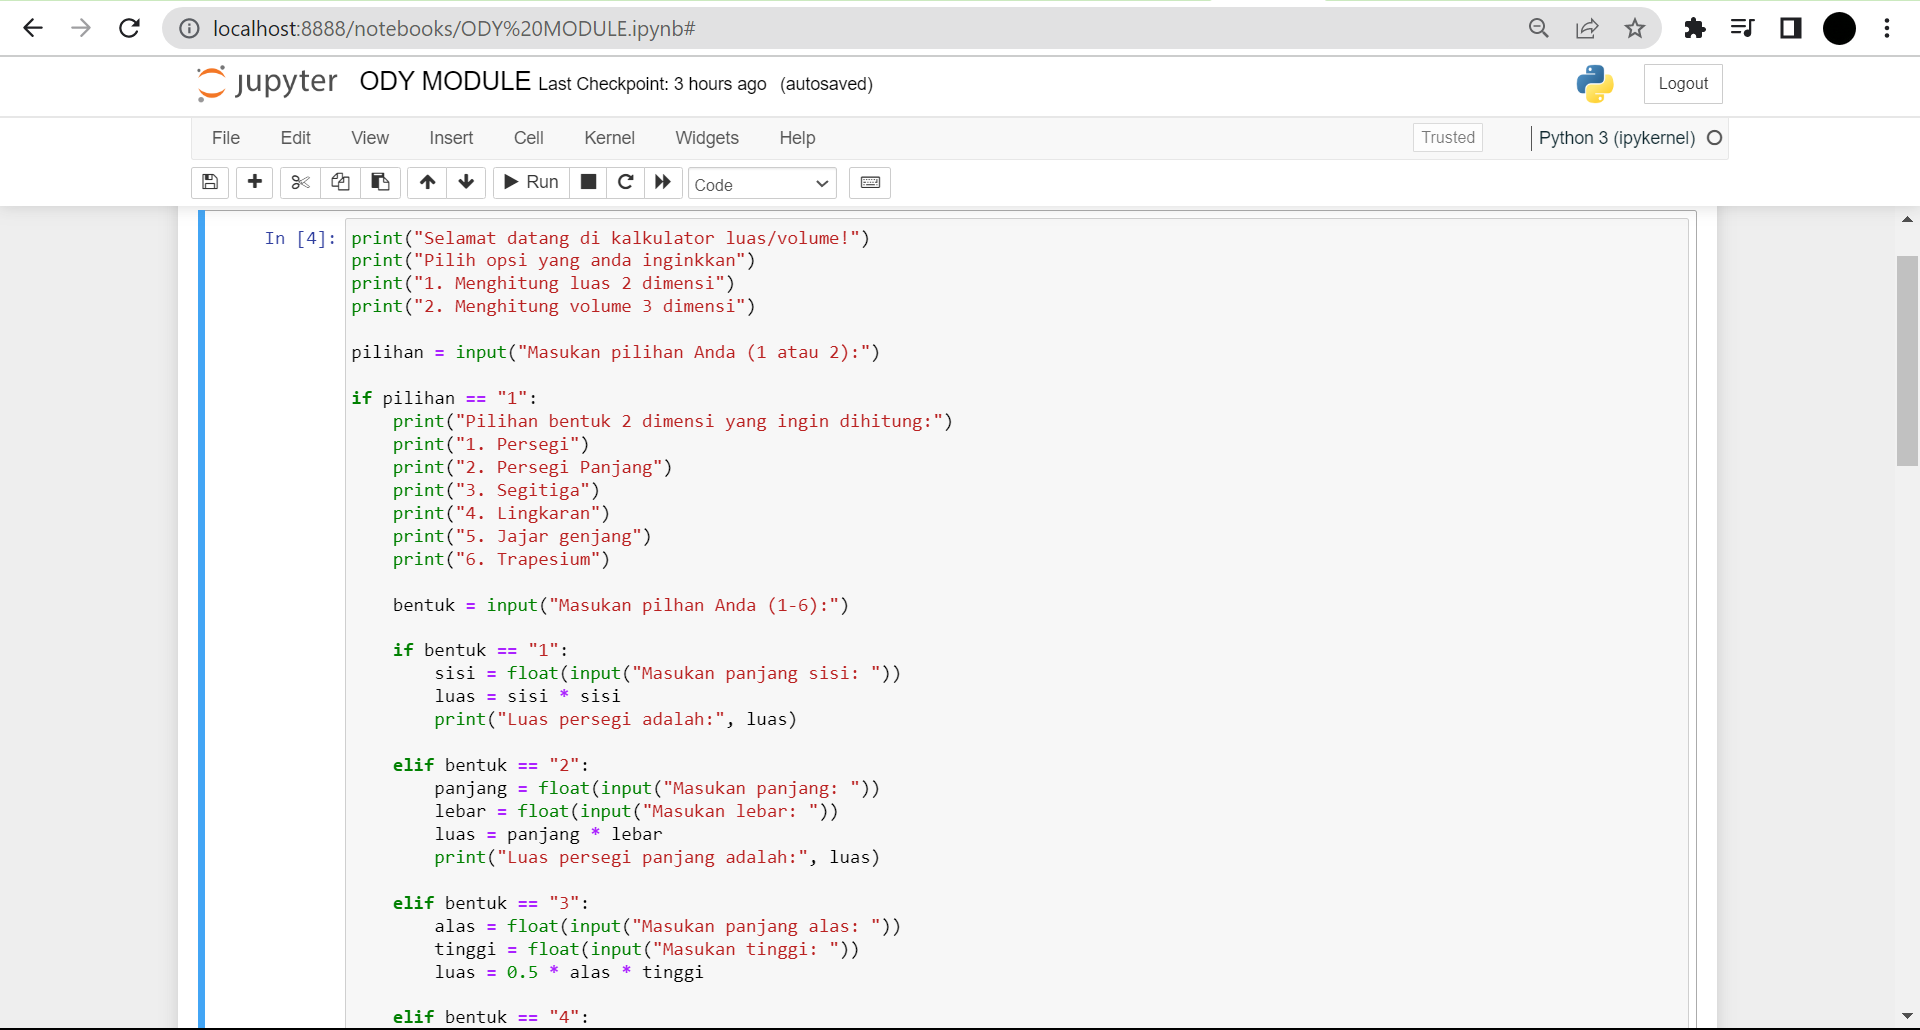 localhost:8888/notebooks/ODY%20MODULE.ipynb#
jupyter ODY MODULE Last Checkpoint: 3 hours ago (autosaved) Logout
File Edit View Insert Cell Kernel Widgets Help Trusted Python 3 (ipykernel)
Run Code
In [4]: print("Selamat datang di kalkulator luas/volume!")
print("Pilih opsi yang anda inginkkan")
print("1. Menghitung luas 2 dimensi")
print("2. Menghitung volume 3 dimensi")

pilihan = input("Masukan pilihan Anda (1 atau 2):")

if pilihan == "1":
    print("Pilihan bentuk 2 dimensi yang ingin dihitung:")
    print("1. Persegi")
    print("2. Persegi Panjang")
    print("3. Segitiga")
    print("4. Lingkaran")
    print("5. Jajar genjang")
    print("6. Trapesium")

    bentuk = input("Masukan pilhan Anda (1-6):")

    if bentuk == "1":
        sisi = float(input("Masukan panjang sisi: "))
        luas = sisi * sisi
        print("Luas persegi adalah:", luas)

    elif bentuk == "2":
        panjang = float(input("Masukan panjang: "))
        lebar = float(input("Masukan lebar: "))
        luas = panjang * lebar
        print("Luas persegi panjang adalah:", luas)

    elif bentuk == "3":
        alas = float(input("Masukan panjang alas: "))
        tinggi = float(input("Masukan tinggi: "))
        luas = 0.5 * alas * tinggi

    elif bentuk == "4":